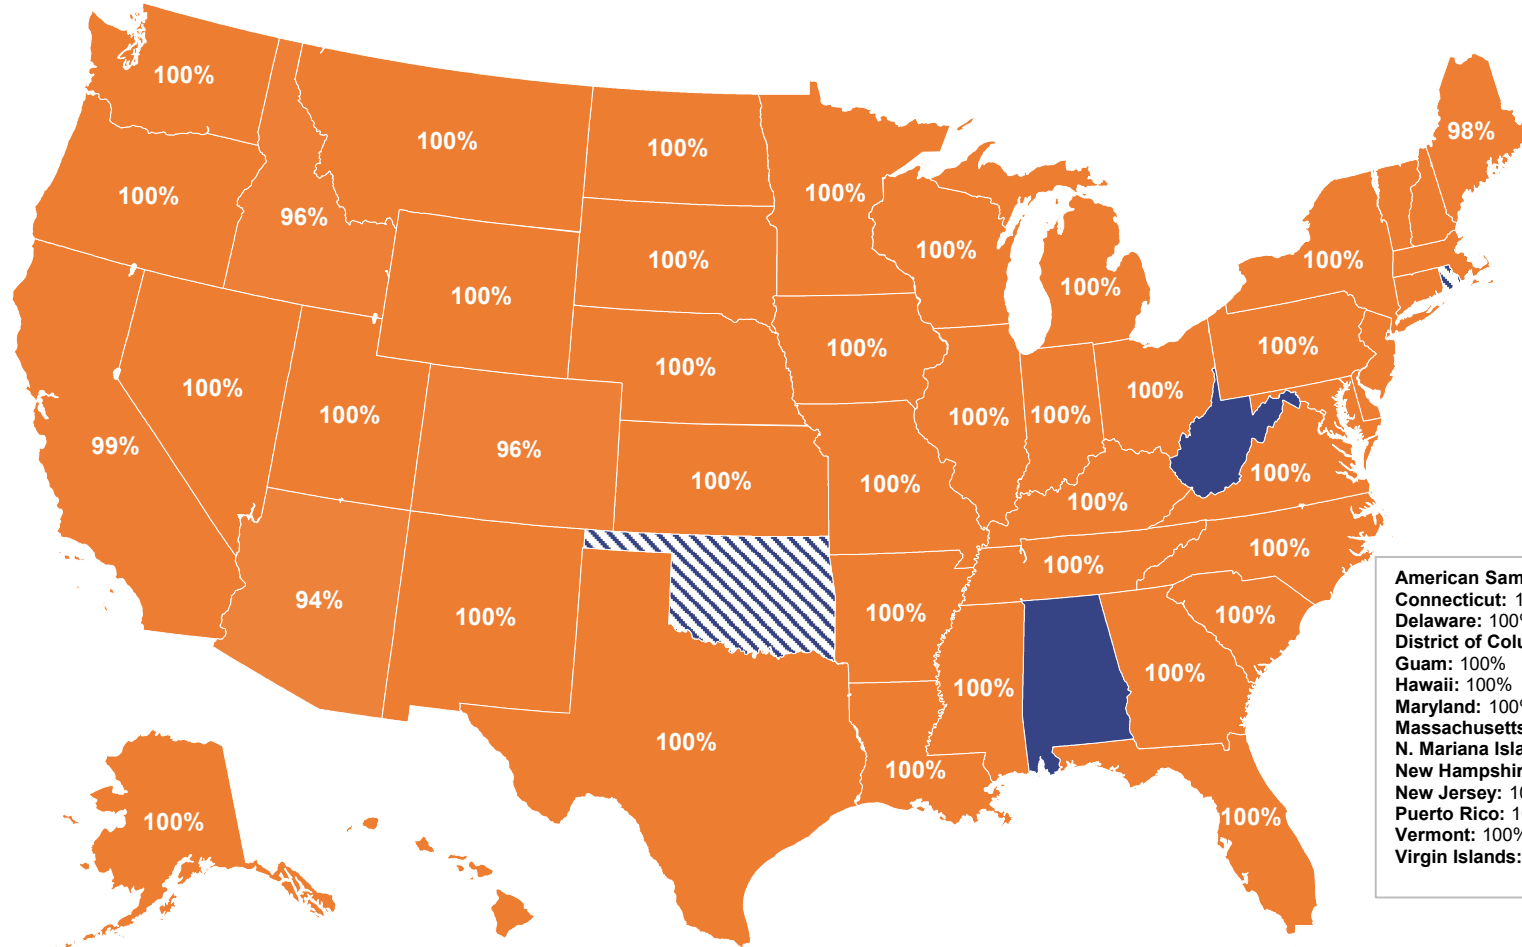 100%
98%
100%
100%
100%
100%
96%
100%
100%
100%
100%
100%
100%
100%
100%
100%
100%
100%
100%
100%
100%
99%
96%
100%
100%
100%
100%
100%
100%
94%
100%
100%
100%
100%
100%
100%
100%
100%
100%
100%
American Sam
Connecticut: 1
Delaware: 100%
District of Colu
Guam: 100%
Hawaii: 100%
Maryland: 100%
Massachusetts
N. Mariana Isla
New Hampshir
New Jersey: 10
Puerto Rico: 1
Vermont: 100%
Virgin Islands: